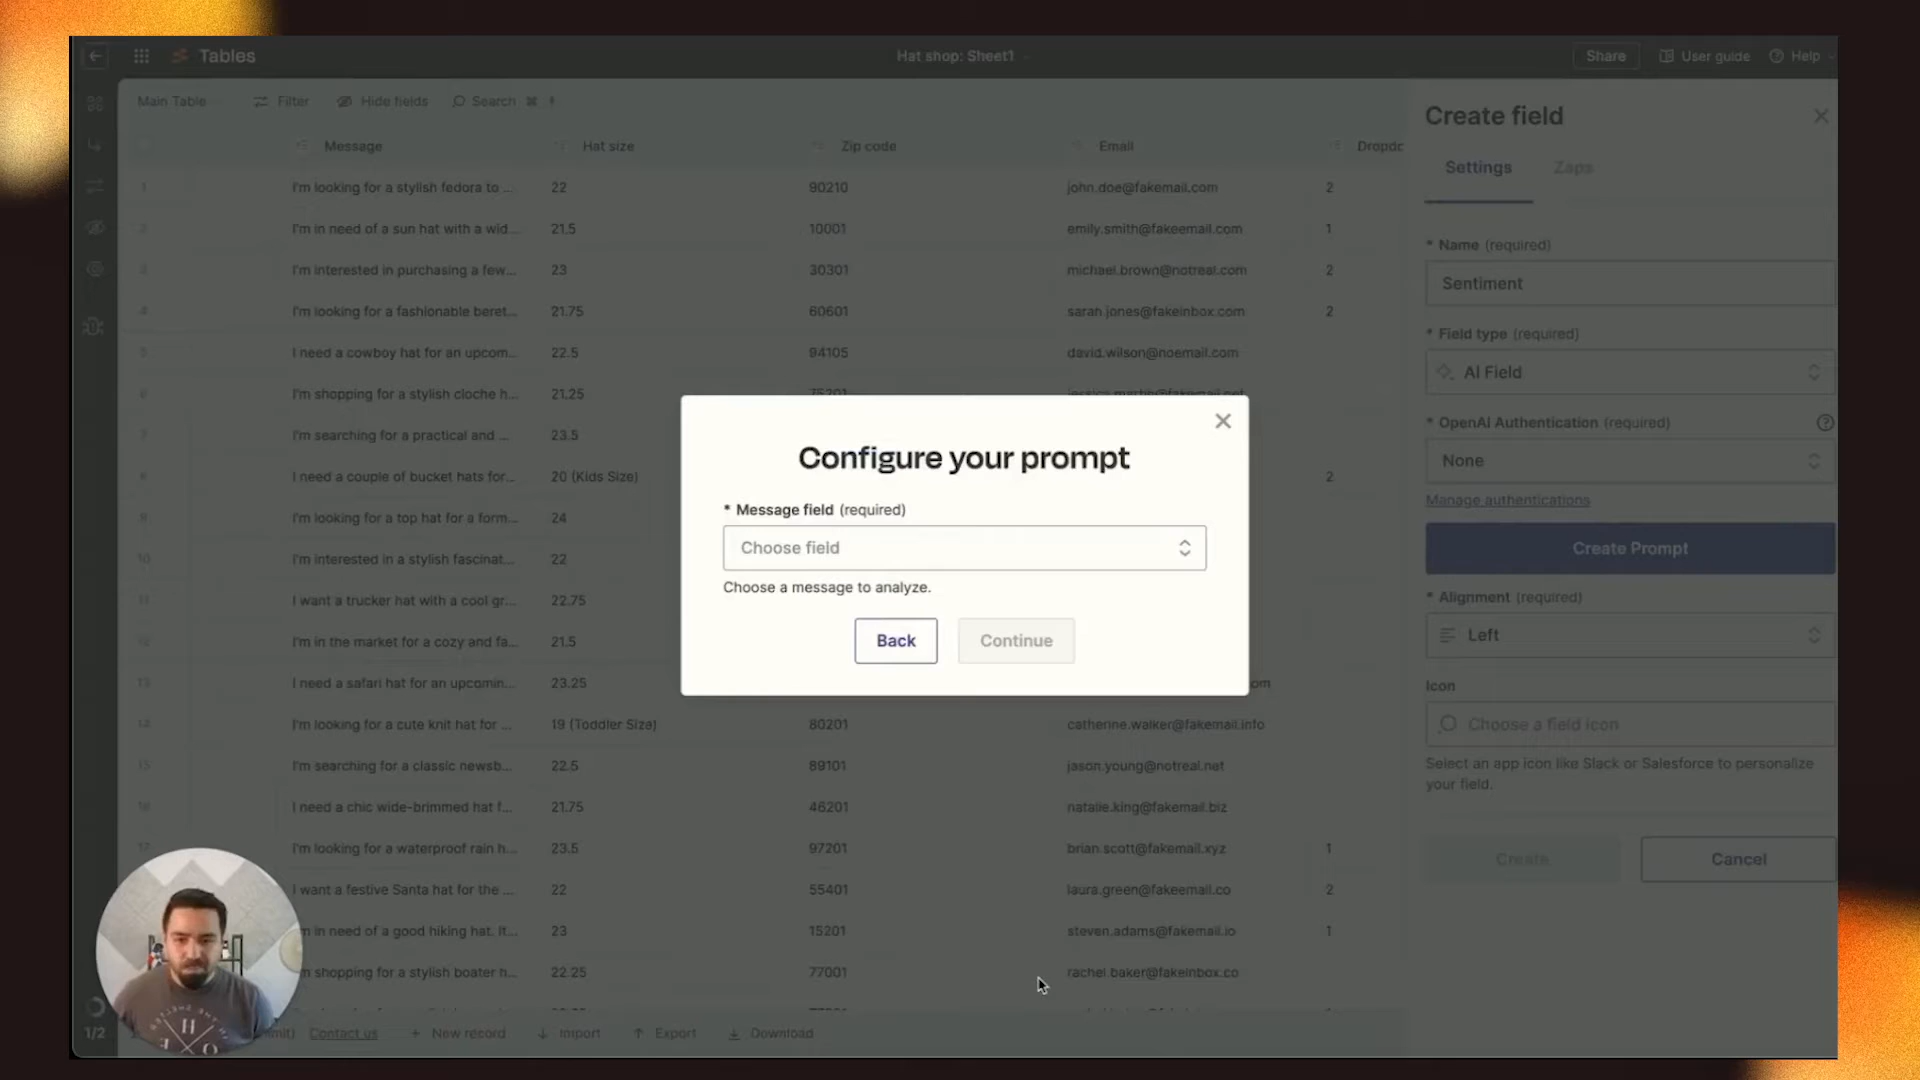 Tables
Hat shop: Sheet1
Share
User guide
Help
Main Table
Filter
Hide fields
Search
Message
Hat size
Zip code
Email
1
I'm looking for a stylish fedora to ...
22
90210
john.doe@fakemail.com
2
2
I'm in need of a sun hat with a wid...
21.5
10001
emily.smith@fakeemail.com
1
3
I'm interested in purchasing a few...
23
30301
michael.brown@notreal.com
2
4
I'm looking for a fashionable beret...
21.75
60601
sarah.jones@fakeinbox.com
2
5
I need a cowboy hat for an upcom...
22.5
94105
david.wilson@noemail.com
6
I'm shopping for a stylish cloche h...
21.25
75201
7
I'm searching for a practical and ...
23.5
I need a couple of bucket hats for...
20 (Kids Size)
2
9
I'm looking for a top hat for a form...
24
10
I'm interested in a stylish fascinat...
22
11
I want a trucker hat with a cool gr...
22.75
12
I'm in the market for a cozy and fa...
21.5
13
I need a safari hat for an upcomin...
23.25
om
14
I'm looking for a cute knit hat for ...
19 (Toddler Size)
80201
catherine.walker@fakemail.info
15
I'm searching for a classic newsb...
22.5
89101
jason.young@notreal.net
16
I need a chic wide-brimmed hat f...
21.75
46201
natalie.king@fakemail.biz
17
I'm looking for a waterproof rain h...
23.5
97201
brian.scott@fakemail.xyz
1
I want a festive Santa hat for the ...
22
55401
laura.green@fakeemail.co
2
m in need of a good hiking hat. It...
23
15201
steven.adams@fakemail.io
1
m shopping for a stylish boater h...
22.25
77001
rachel.baker@fakeinbox.co
1/2
Contact us
+ New record
Import
Export
Download
Configure your prompt
* Message field (required)
Choose field
Choose a message to analyze.
Back
Continue
Create field
Settings
Zaps
* Name (required)
Sentiment
* Field type (required)
AI Field
* OpenAI Authentication (required)
None
Manage authentications
Create Prompt
* Alignment (required)
Left
Icon
Choose a field icon
Select an app icon like Slack or Salesforce to personalize
your field.
Create
Cancel